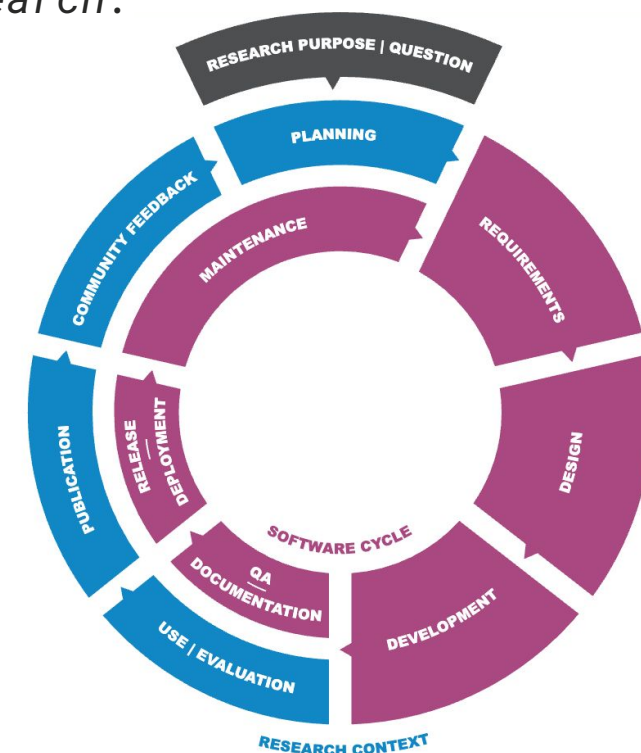 earch.
RESEARCH PURPOSE | QUESTION
PLANNING
COMMUNITY FEEDBACK
MAINTENANCE
REQUIREMENTS
PUBLICATION
RELEASE
DEPLOYMENT
DESIGN
SOFTWARE CYCLE
QA
DOCUMENTATION
DEVELOPMENT
USE | EVALUATION
RESEARCH CONTEXT